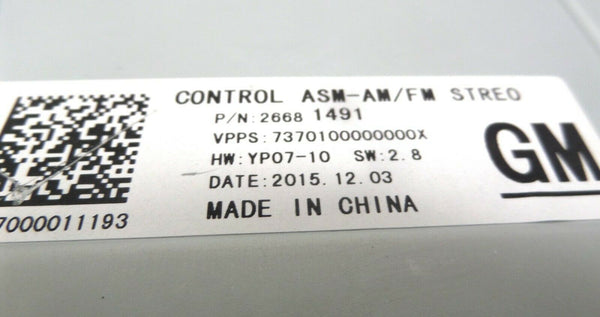 CONTROL ASM-AM/FM STREO
P/N:2668 1491
VPPS:7370100000000X
HW:YP07-10 SW:2.8
DATE:2015.12.03
MADE IN CHINA
GM
7000011193